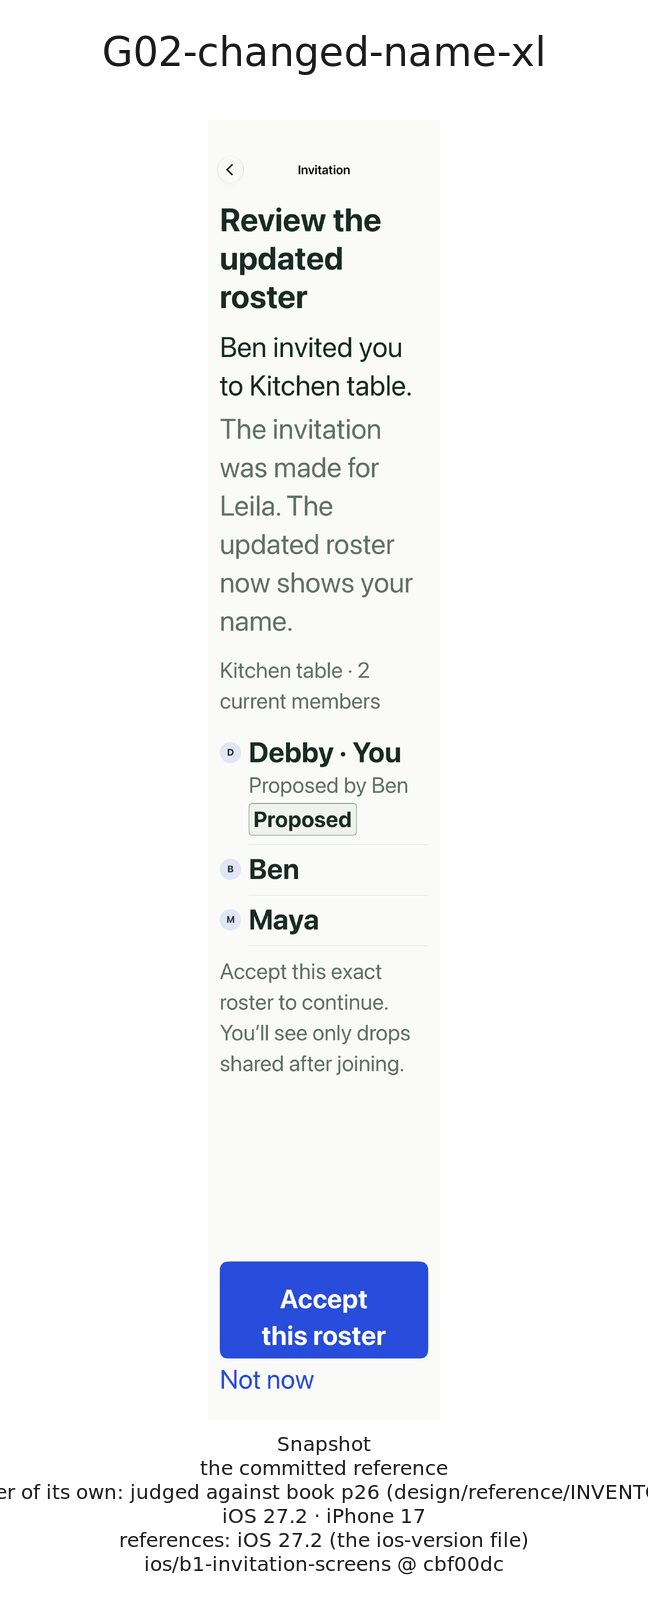 G02-changed-name-xl
Invitation
Review the
updated
roster
Ben invited you
to Kitchen table.
The invitation
was made for
Leila. The
updated roster
now shows your
name.
Kitchen table · 2
current members
D
Debby · You
Proposed by Ben
Proposed
B
Ben
M
Maya
Accept this exact
roster to continue.
You’ll see only drops
shared after joining.
Accept
this roster
Not now
Snapshot
the committed reference
of its own: judged against book p26 (design/reference/
iOS 27.2 · iPhone 17
references: iOS 27.2 (the ios-version file)
ios/b1-invitation-screens @ cbf00dc